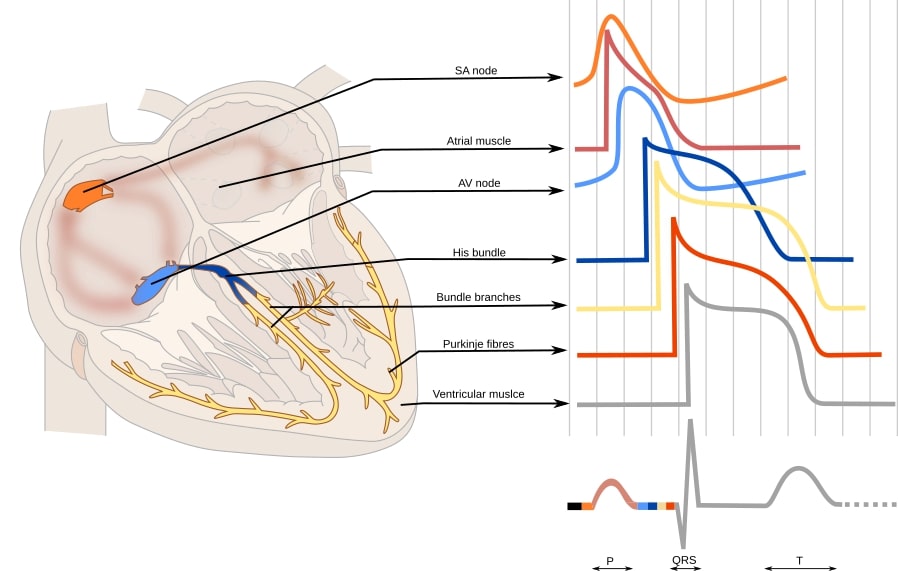 SA node
Atrial muscle
AV node
His bundle
Bundle branches
Purkinje fibres
Ventricular muslce
P
QRS
T